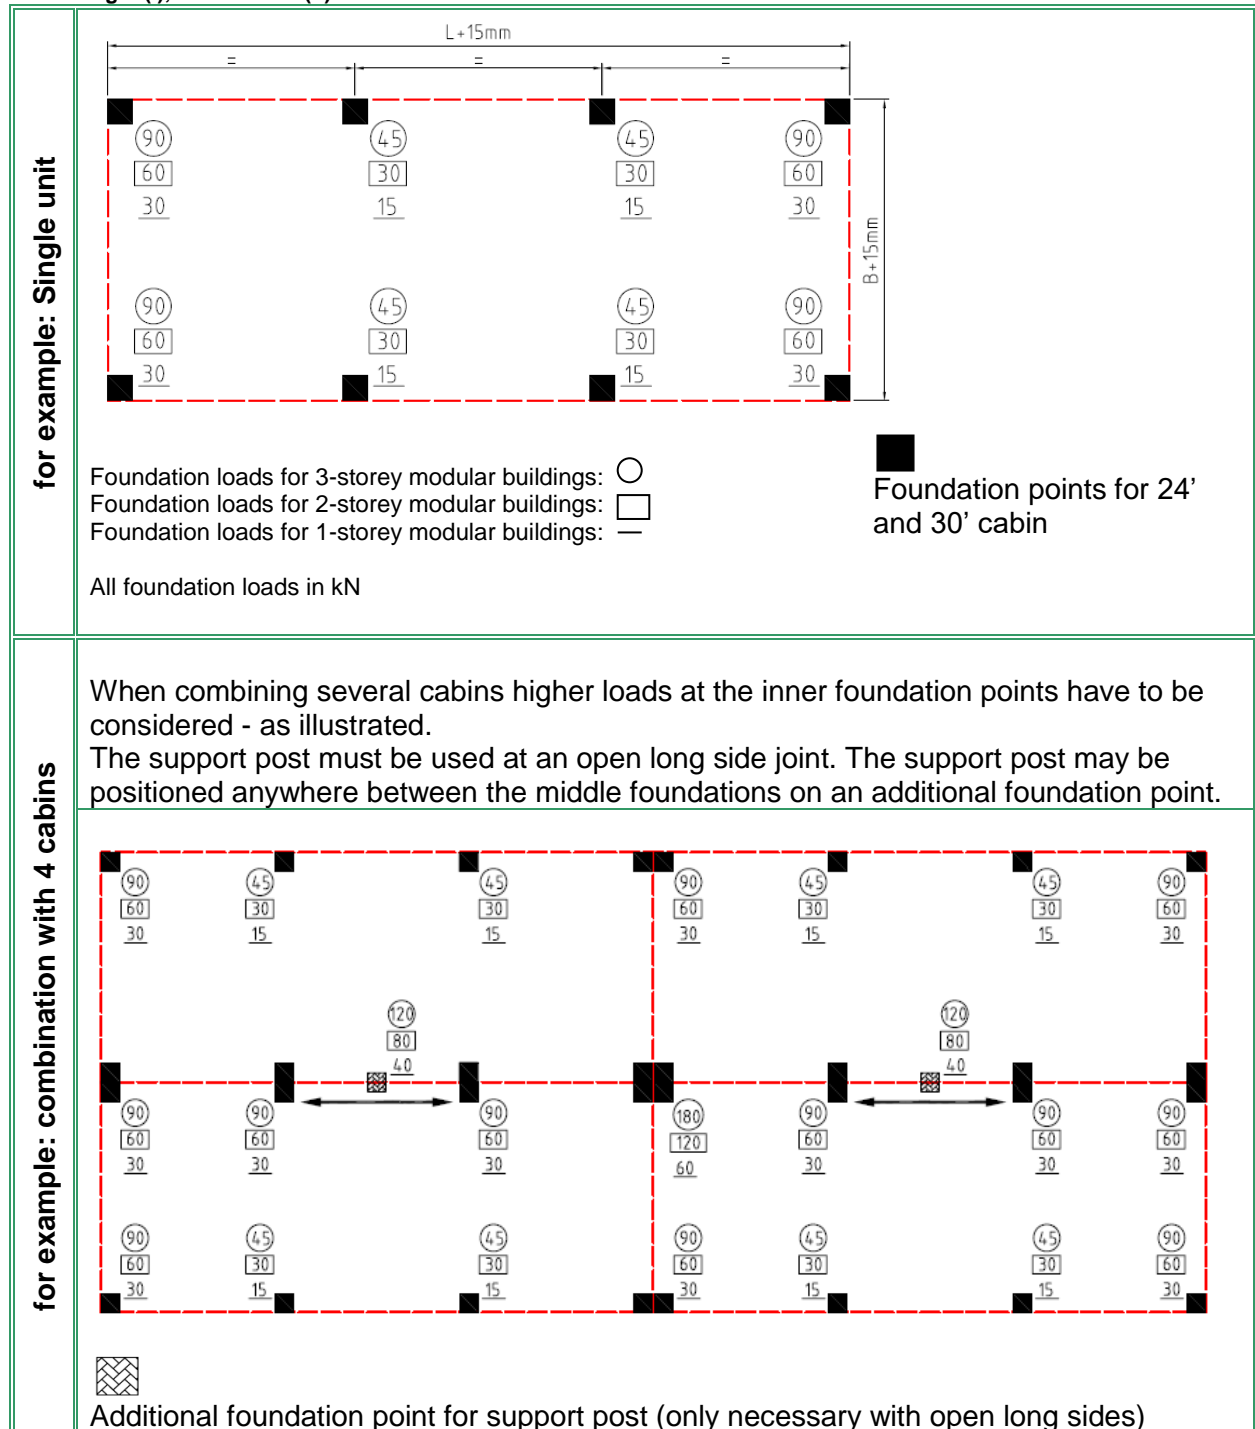 for example: Single unit
L+15mm
= = =
90 45 45 90
60 30 30 60
30 15 15 30
B+15mm
90 45 45 90
60 30 30 60
30 15 15 30
Foundation loads for 3-storey modular buildings:
Foundation loads for 2-storey modular buildings:
Foundation loads for 1-storey modular buildings:
All foundation loads in kN
Foundation points for 24’
and 30’ cabin
for example: combination with 4 cabins
When combining several cabins higher loads at the inner foundation points have to be
considered - as illustrated.
The support post must be used at an open long side joint. The support post may be
positioned anywhere between the middle foundations on an additional foundation point.
90 45 45 90 45 45 90
60 30 30 60 30 30 60
30 15 15 30 15 15 30
120 120
80 80
40 40
90 90 90 180 90 90 90
60 60 60 120 60 60 60
30 30 30 60 30 30 30
90 45 45 90 45 45 90
60 30 30 60 30 30 60
30 15 15 30 15 15 30
Additional foundation point for support post (only necessary with open long sides)